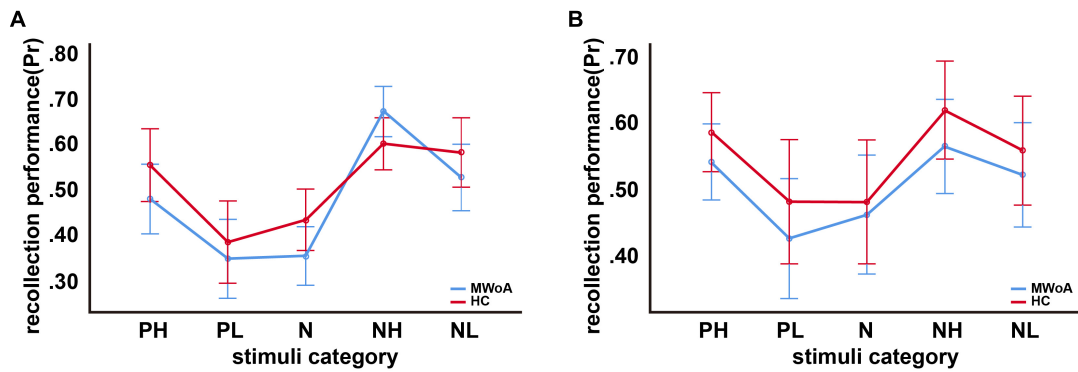 A
recollection performance(Pr)
.80
.70
.60
.50
.40
.30
PH PL N NH NL
stimuli category
MWoA
HC
B
recollection performance(Pr)
.70
.60
.50
.40
PH PL N NH NL
stimuli category
MWoA
HC